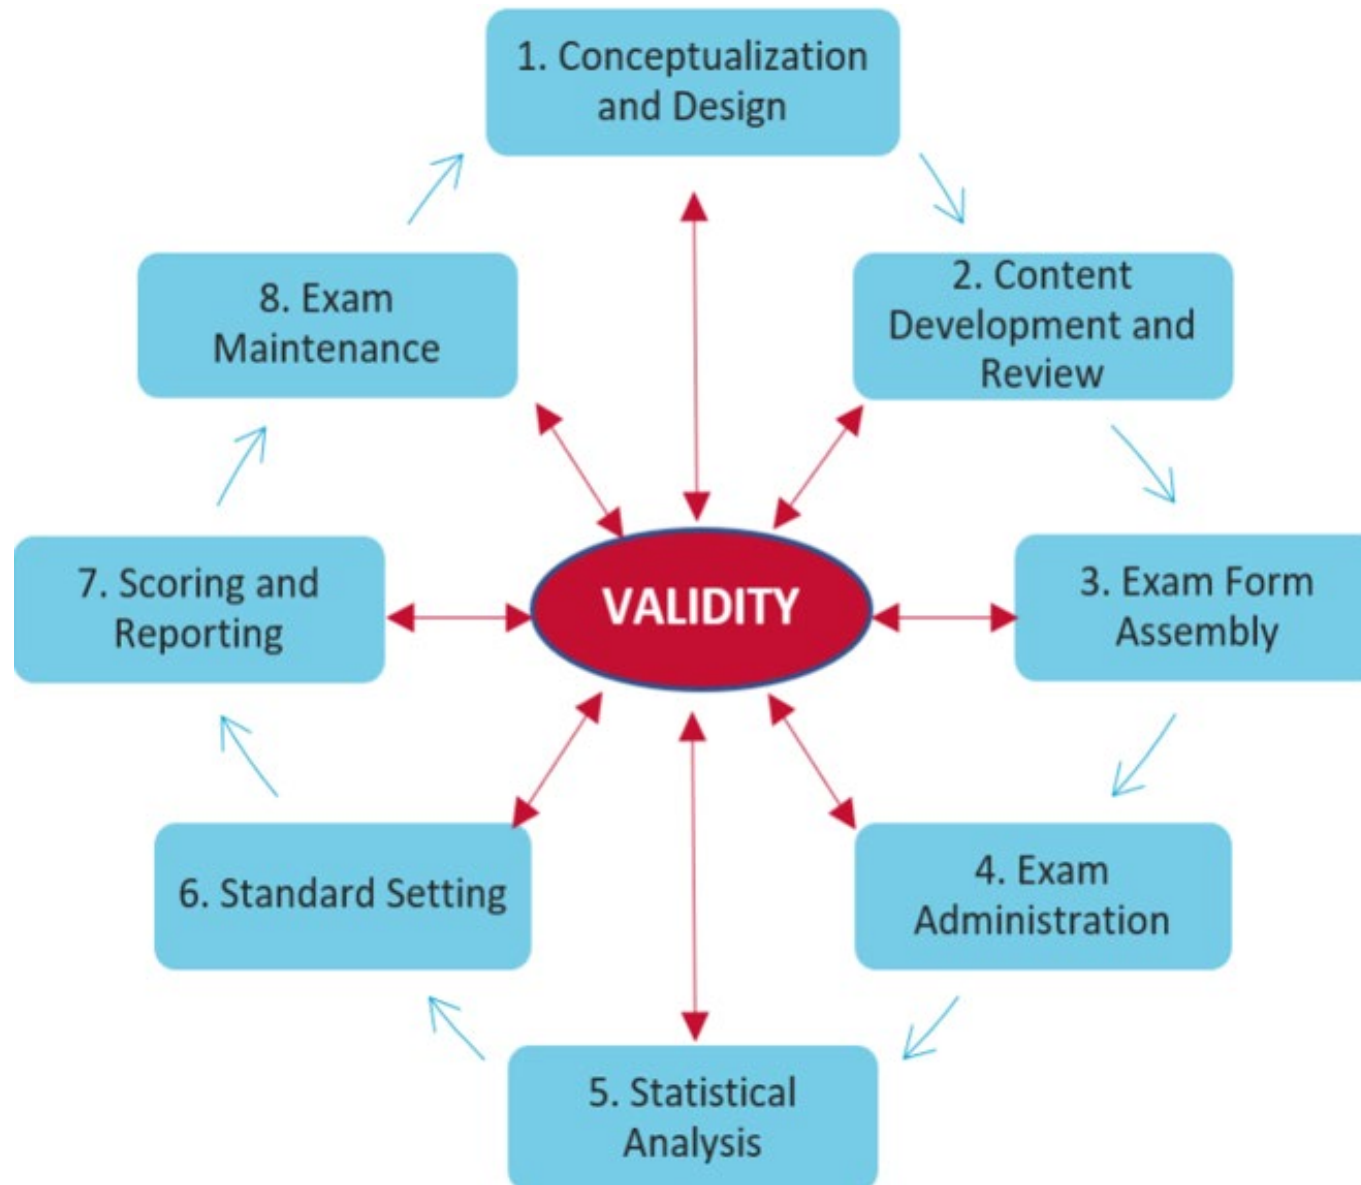 1. Conceptualization
and Design
2. Content
Development and
Review
3. Exam Form
Assembly
4. Exam
Administration
5. Statistical
Analysis
6. Standard Setting
7. Scoring and
Reporting
8. Exam
Maintenance
VALIDITY